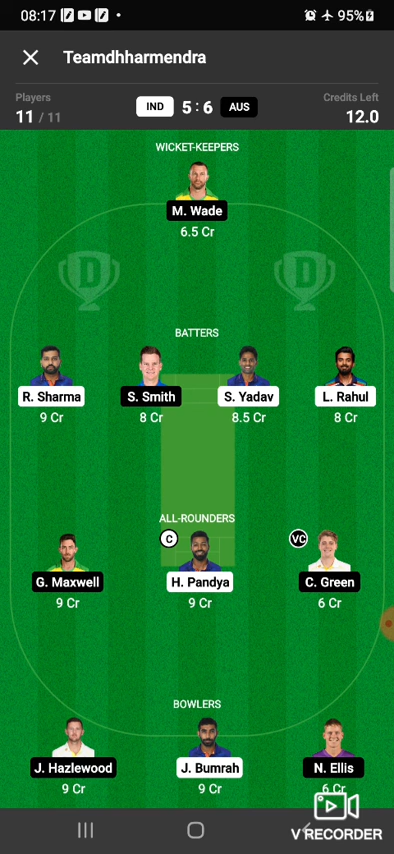 08:17 95%
Teamdhharmendra
Players Credits Left
11 / 11 IND 5 : 6 AUS 12.0
WICKET-KEEPERS
M. Wade
6.5 Cr
BATTERS
R. Sharma S. Smith S. Yadav L. Rahul
9 Cr 8 Cr 8.5 Cr 8 Cr
ALL-ROUNDERS
C VC
G. Maxwell H. Pandya C. Green
9 Cr 9 Cr 6 Cr
BOWLERS
J. Hazlewood J. Bumrah N. Ellis
9 Cr 9 Cr 6 Cr
V RECORDER